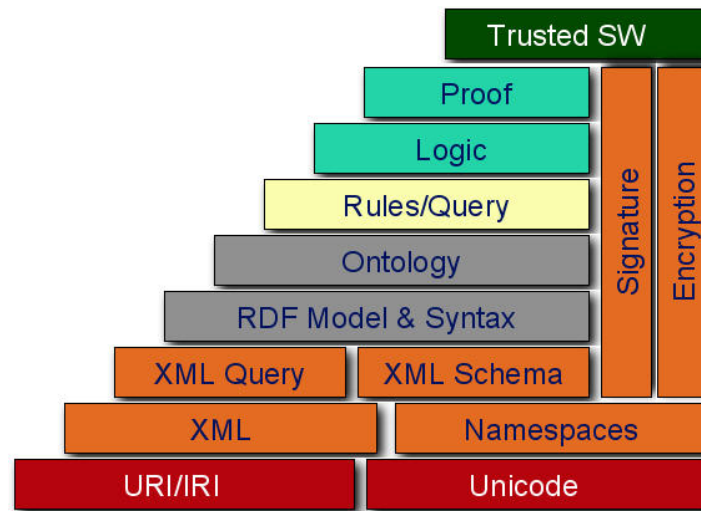 Trusted SW
Proof
Logic
Rules/Query
Ontology
RDF Model & Syntax
XML Query
XML Schema
Signature
Encryption
XML
Namespaces
URI/IRI
Unicode